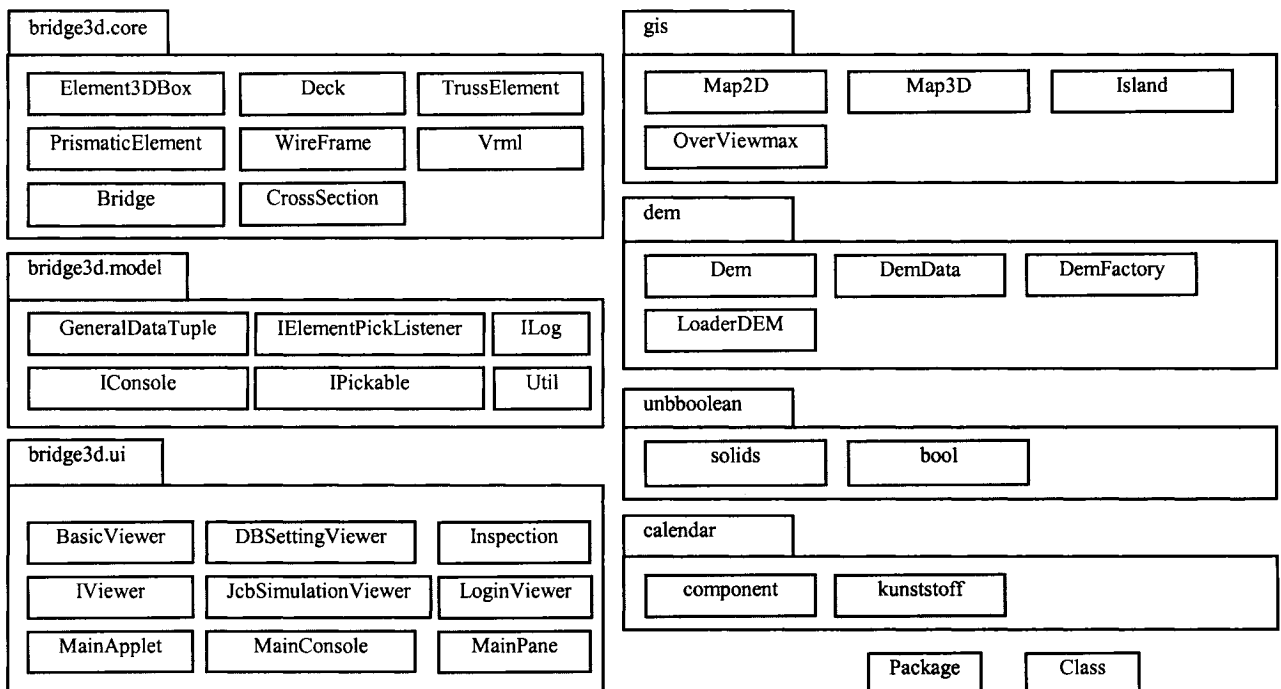 bridge3d.core
Element3DBox Deck TrussElement
PrismaticElement WireFrame Vrml
Bridge CrossSection
bridge3d.model
GeneralDataTuple IElementPickListener ILog
IConsole IPickable Util
bridge3d.ui
BasicViewer DBSettingViewer Inspection
IViewer JcbSimulationViewer LoginViewer
MainApplet MainConsole MainPane
gis
Map2D Map3D Island
OverViewmax
dem
Dem DemData DemFactory
LoaderDEM
unbboolean
solids bool
calendar
component kunststoff
Package Class